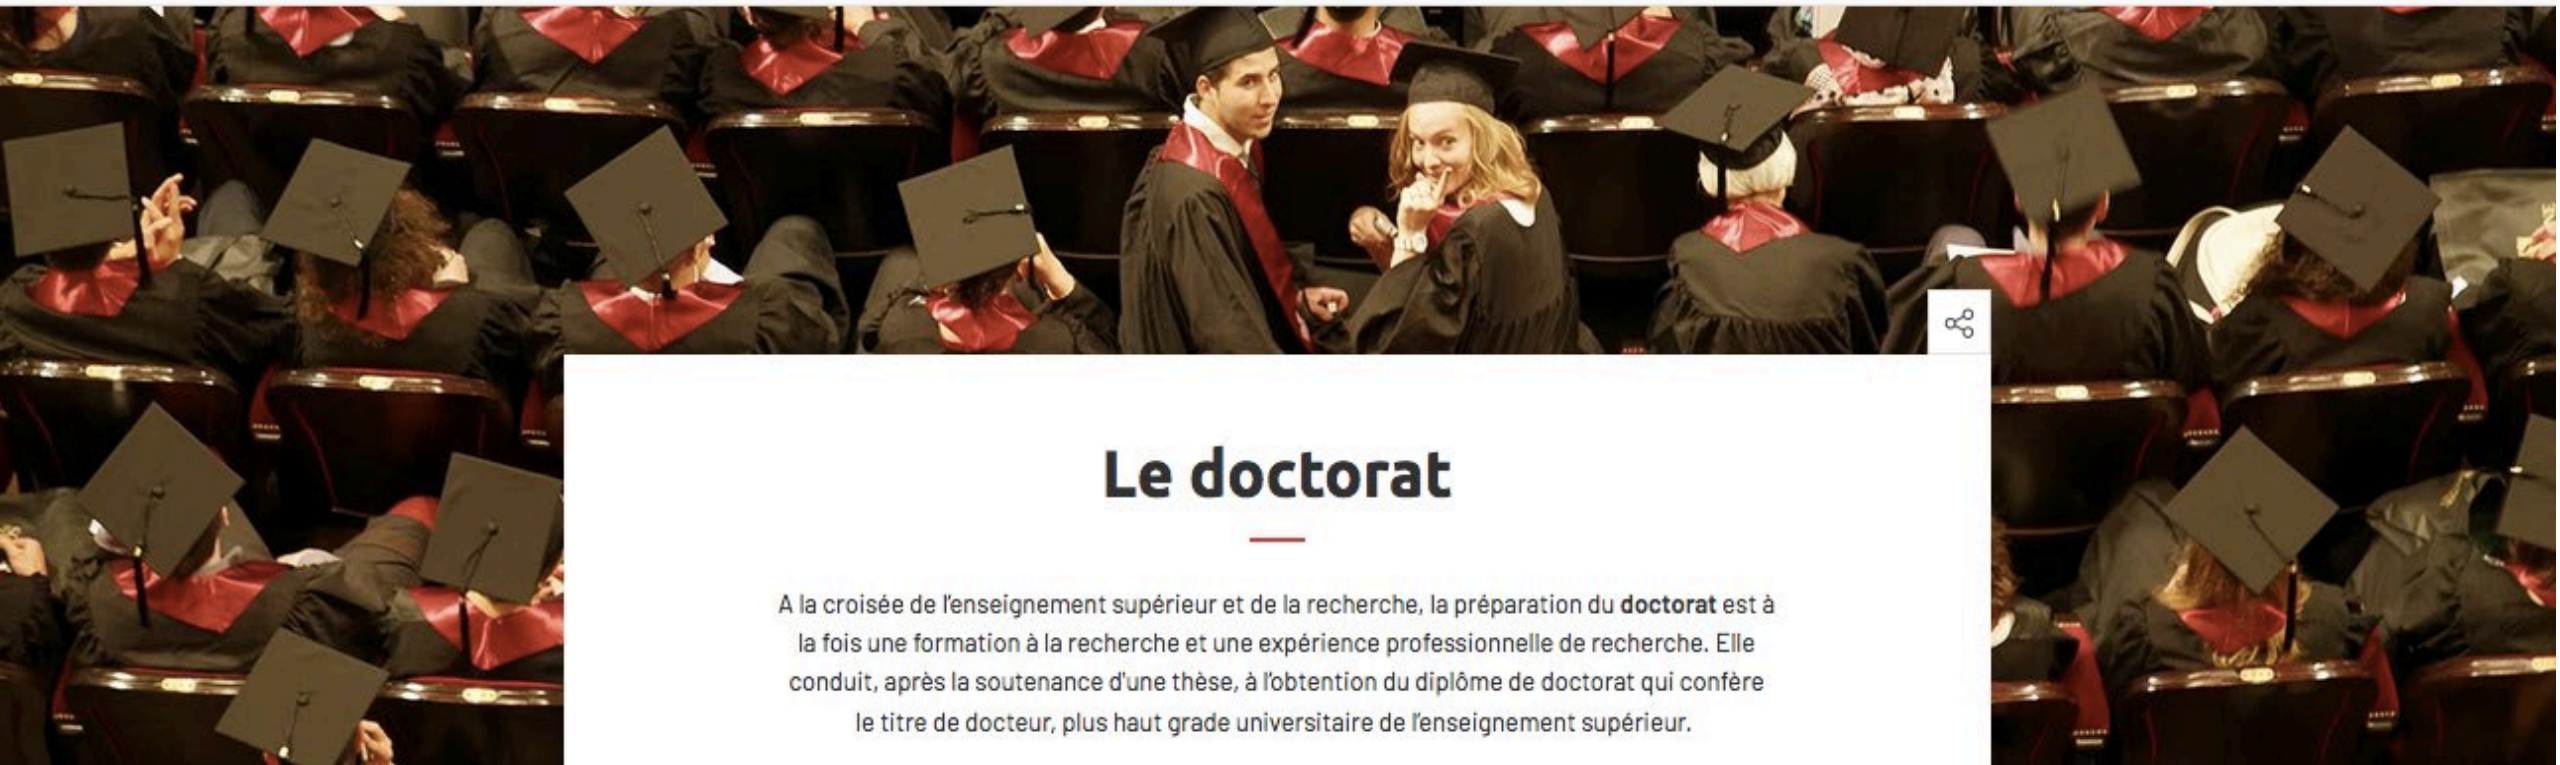 Le doctorat
A la croisée de l'enseignement supérieur et de la recherche, la préparation du doctorat est à
la fois une formation à la recherche et une expérience professionnelle de recherche. Elle
conduit, après la soutenance d'une thèse, à l'obtention du diplôme de doctorat qui confère
le titre de docteur, plus haut grade universitaire de l'enseignement supérieur.